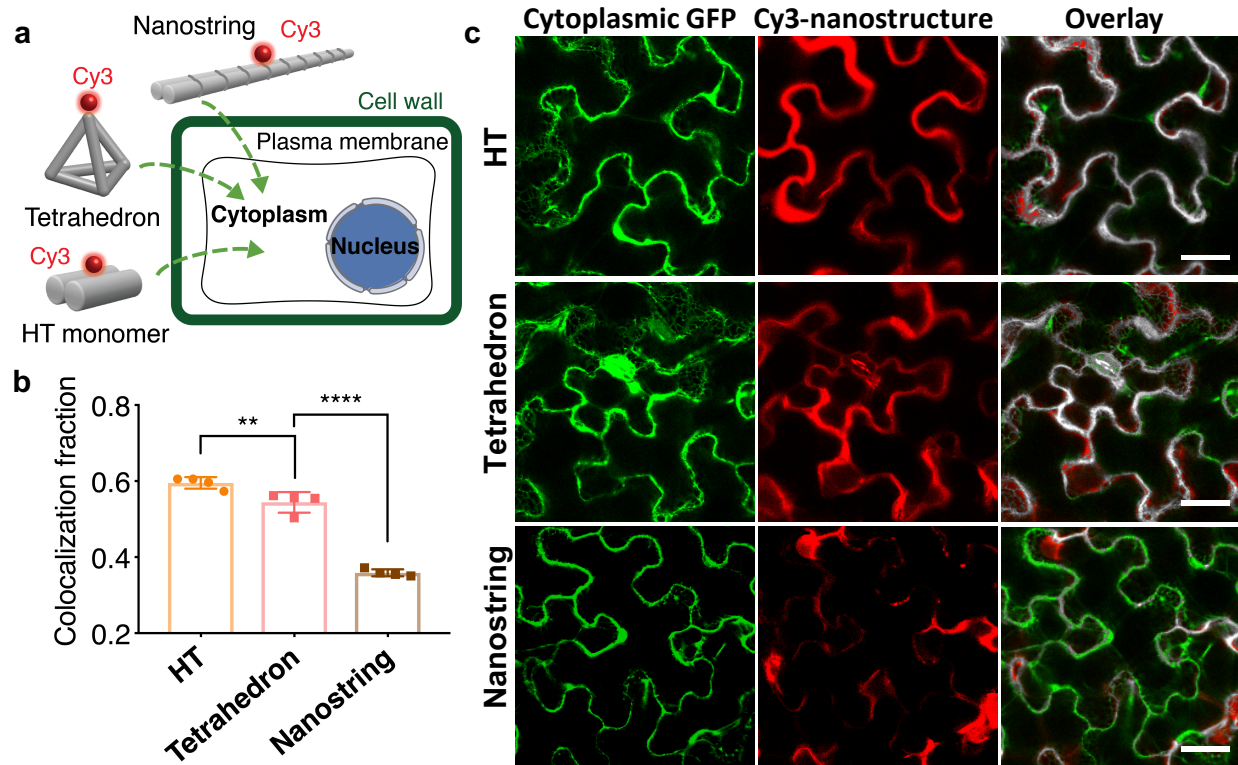 a
Nanostring
Cy3
Cy3
Cell wall
Plasma membrane
Cytoplasm
Nucleus
Tetrahedron
Cy3
HT monomer
b
Colocalization fraction
0.8
0.6
0.4
0.2
**
****
HT
Tetrahedron
Nanostring
c
Cytoplasmic GFP
Cy3-nanostructure
Overlay
HT
Tetrahedron
Nanostring